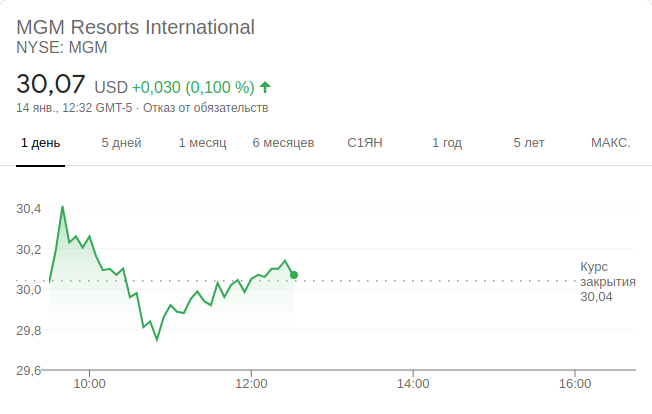 MGM Resorts International
NYSE: MGM
30,07 USD +0,030 (0,100 %)
14 янв., 12:32 GMT-5 · Отказ от обязательств
1 день 5 дней 1 месяц 6 месяцев С1ЯН 1 год 5 лет МАКС.
30,4
30,2
30,0
29,8
29,6
Курс
закрытия
30,04
10:00 12:00 14:00 16:00